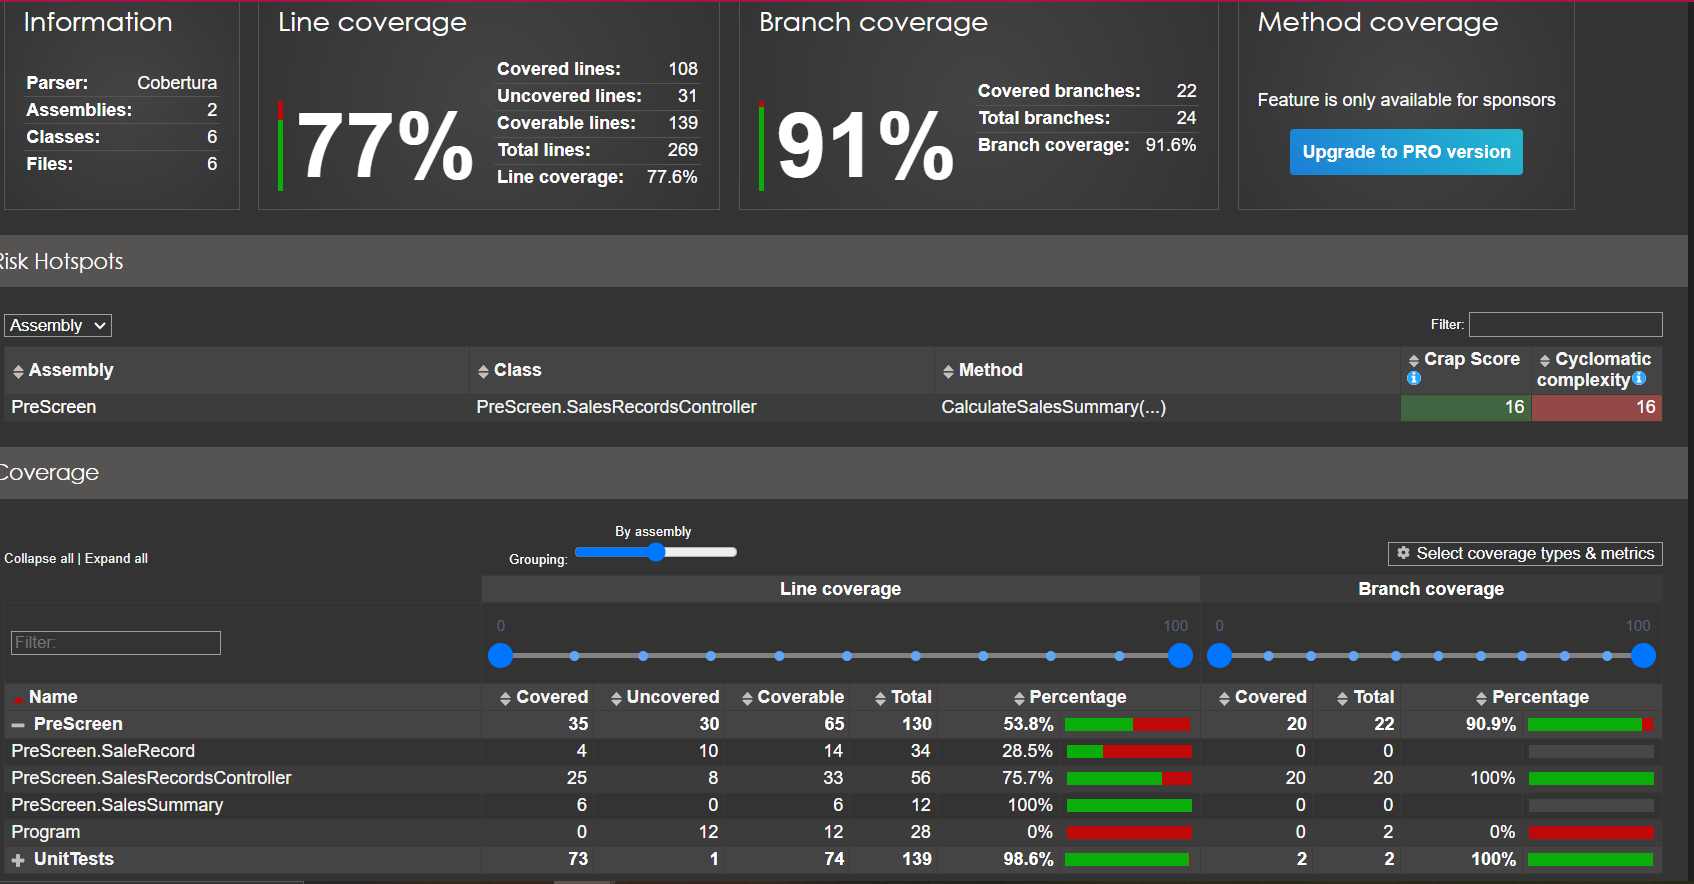 Information
Parser: Cobertura
Assemblies: 2
Classes: 6
Files: 6
Line coverage
77%
Covered lines: 108
Uncovered lines: 31
Coverable lines: 139
Total lines: 269
Line coverage: 77.6%
Branch coverage
91%
Covered branches: 22
Total branches: 24
Branch coverage: 91.6%
Method coverage
Feature is only available for sponsors
Upgrade to PRO version
Risk Hotspots
Assembly
Filter:
Assembly Class Method Crap Score Cyclomatic complexity
PreScreen PreScreen.SalesRecordsController CalculateSalesSummary(...) 16 16
Coverage
Collapse all | Expand all
Grouping: By assembly
Select coverage types & metrics
Line coverage Branch coverage
Filter:
0 100 0 100
Name Covered Uncovered Coverable Total Percentage Covered Total Percentage
PreScreen 35 30 65 130 53.8% 20 22 90.9%
PreScreen.SaleRecord 4 10 14 34 28.5% 0 0
PreScreen.SalesRecordsController 25 8 33 56 75.7% 20 20 100%
PreScreen.SalesSummary 6 0 6 12 100% 0 0
Program 0 12 12 28 0% 0 2 0%
UnitTests 73 1 74 139 98.6% 2 2 100%